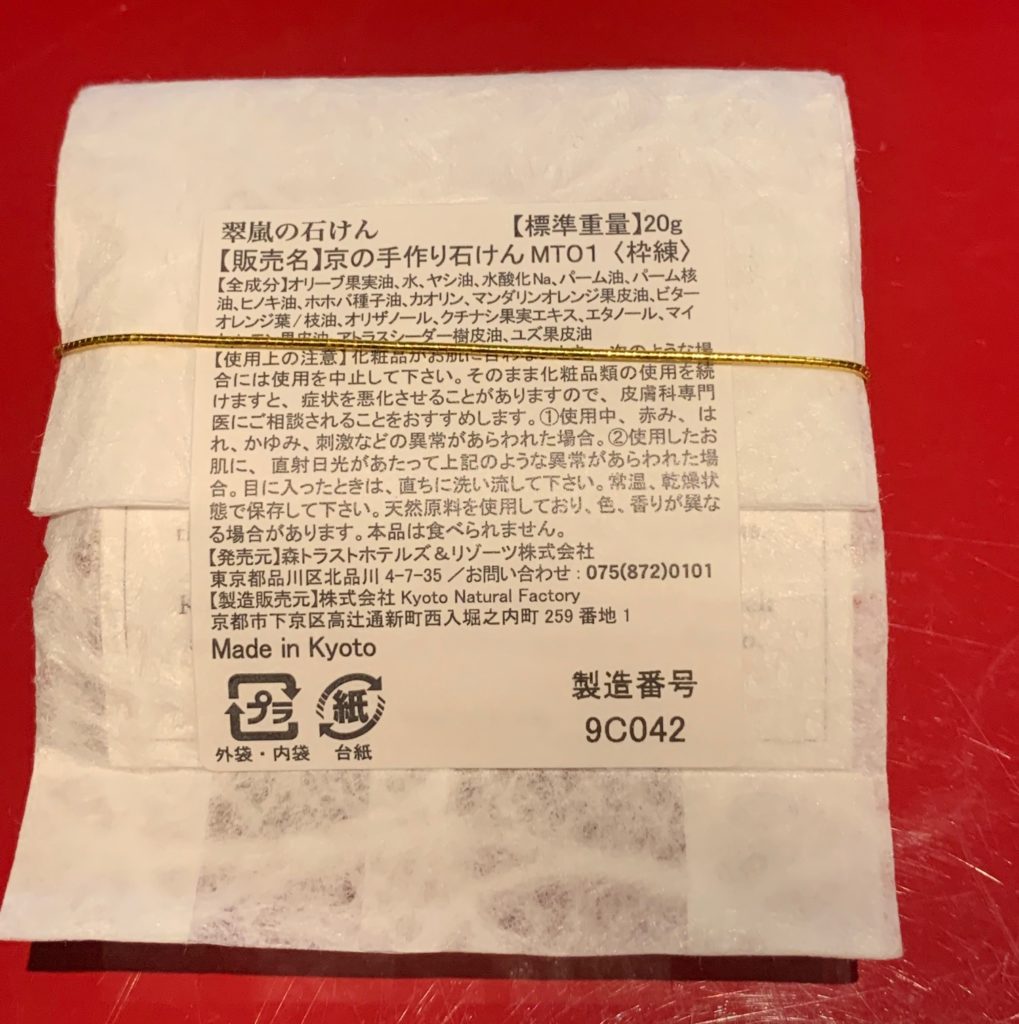 翠嵐の石けん 【標準重量】20g
【販売名】京の手作り石けんMT01〈枠練〉
【全成分】オリーブ果実油、水、ヤシ油、水酸化Na、パーム油、パーム核
油、ヒノキ油、ホホバ種子油、カオリン、マンダリンオレンジ果皮油、ビター
オレンジ葉/枝油、オリザノール、クチナシ果実エキス、エタノール、マイ
果皮油、アトラスシーダー樹皮油、ユズ果皮油
【使用上の注意】化粧品がお肌に合わ 次のような場
合には使用を中止して下さい。そのまま化粧品類の使用を続
けますと、症状を悪化させることがありますので、皮膚科専門
医にご相談されることをおすすめします。①使用中、赤み、は
れ、かゆみ、刺激などの異常があらわれた場合。②使用したお
肌に、直射日光があたって上記のような異常があらわれた場
合。目に入ったときは、直ちに洗い流して下さい。常温、乾燥状
態で保存して下さい。天然原料を使用しており、色、香りが異な
る場合があります。本品は食べられません。
【発売元】森トラストホテルズ&リゾーツ株式会社
東京都品川区北品川4-7-35/お問い合わせ:075(872)0101
【製造販売元】株式会社 Kyoto Natural Factory
京都市下京区高辻通新町西入堀之内町 259 番地 1
Made in Kyoto
プラ 紙
外袋・内袋 台紙
製造番号
9C042